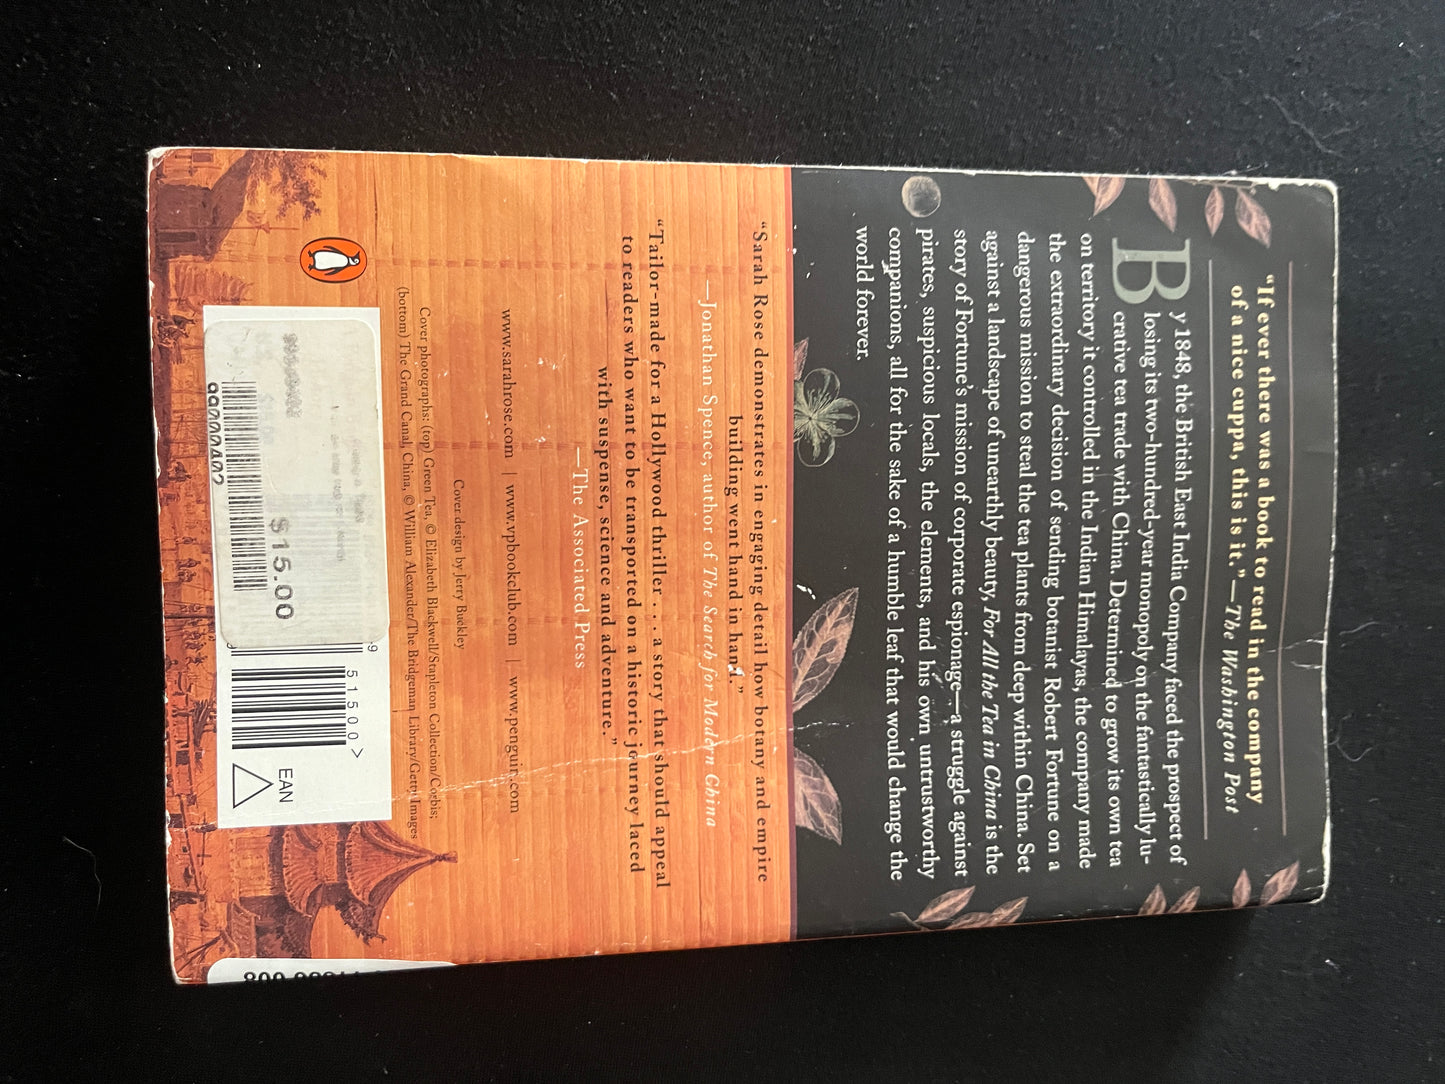 "If ever there was a book to read in the company
of a nice cuppa, this is it."—The Washington Post
By 1848, the British East India Company faced the prospect of
losing its two-hundred-year monopoly on the fantastically lu-
crative tea trade with China. Determined to grow its own tea
on territory it controlled in the Indian Himalayas, the company made
the extraordinary decision of sending botanist Robert Fortune on a
dangerous mission to steal the tea plants from deep within China. Set
against a landscape of unearthly beauty, For All the Tea in China is the
story of Fortune's mission of corporate espionage—a struggle against
pirates, suspicious locals, the elements, and his own untrustworthy
companions, all for the sake of a humble leaf that would change the
world forever.
"Sarah Rose demonstrates in engaging detail how botany and empire
building went hand in hand."
—Jonathan Spence, author of The Search for Modern China
"Tailor-made for a Hollywood thriller . . . a story that should appeal
to readers who want to be transported on a historic journey laced
with suspense, science and adventure."
—The Associated Press
www.sarahrose.com | www.vpbookclub.com | www.penguin.com
Cover design by Jerry Buckley
Cover photographs: (top) Green Tea, © Elizabeth Blackwell/Stapleton Collection/Corbis;
(bottom) The Grand Canal, China, © William Alexander/The Bridgeman Library/Getty Images
$15.00
9
51500>
EAN